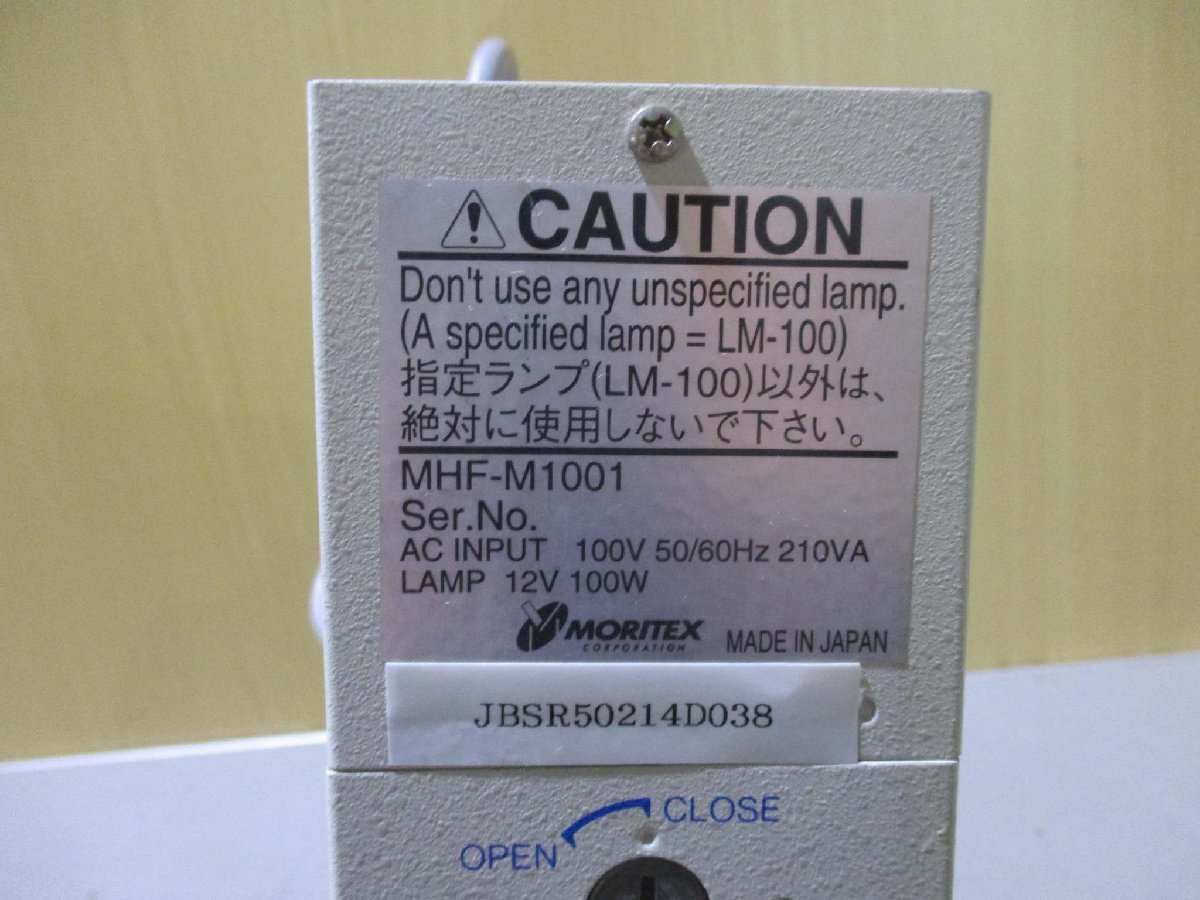 CAUTION
Don't use any unspecified lamp.
(A specified lamp = LM-100)
指定ランプ(LM-100)以外は、
絶対に使用しないで下さい。
MHF-M1001
Ser.No.
AC INPUT 100V 50/60Hz 210VA
LAMP 12V 100W
MORITEX
CORPORATION
MADE IN JAPAN
JBSR50214D038
CLOSE
OPEN